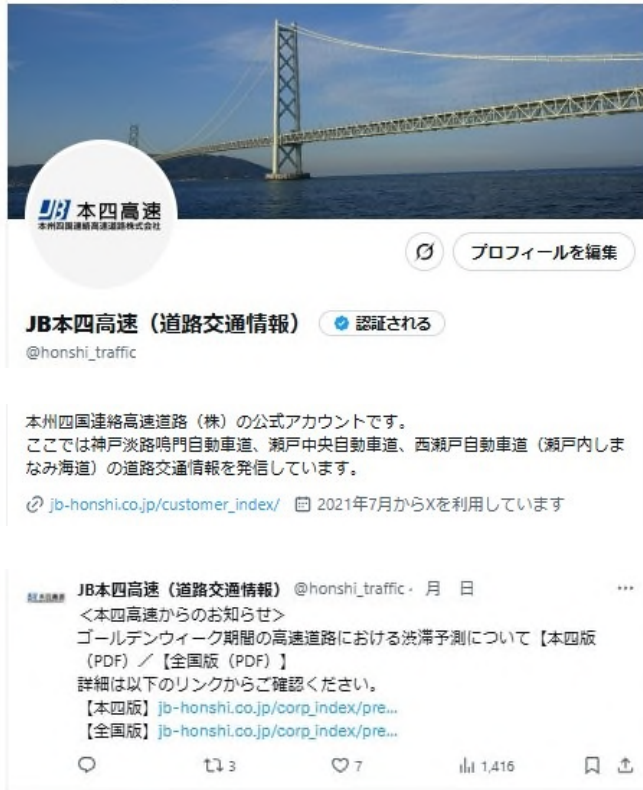 JB 本四高速
本州四国連絡高速道路株式会社
プロフィールを編集
JB本四高速（道路交通情報） 認証される
@honshi_traffic
本州四国連絡高速道路（株）の公式アカウントです。
ここでは神戸淡路鳴門自動車道、瀬戸中央自動車道、西瀬戸自動車道（瀬戸内しま
なみ海道）の道路交通情報を発信しています。
jb-honshi.co.jp/customer_index/ 2021年7月からXを利用しています
JB本四高速
JB本四高速（道路交通情報） @honshi_traffic· 月 日
＜本四高速からのお知らせ＞
ゴールデンウィーク期間の高速道路における渋滞予測について【本四版
（PDF）／【全国版（PDF）】
詳細は以下のリンクからご確認ください。
【本四版】jb-honshi.co.jp/corp_index/pre...
【全国版】jb-honshi.co.jp/corp_index/pre...
3 7 1,416